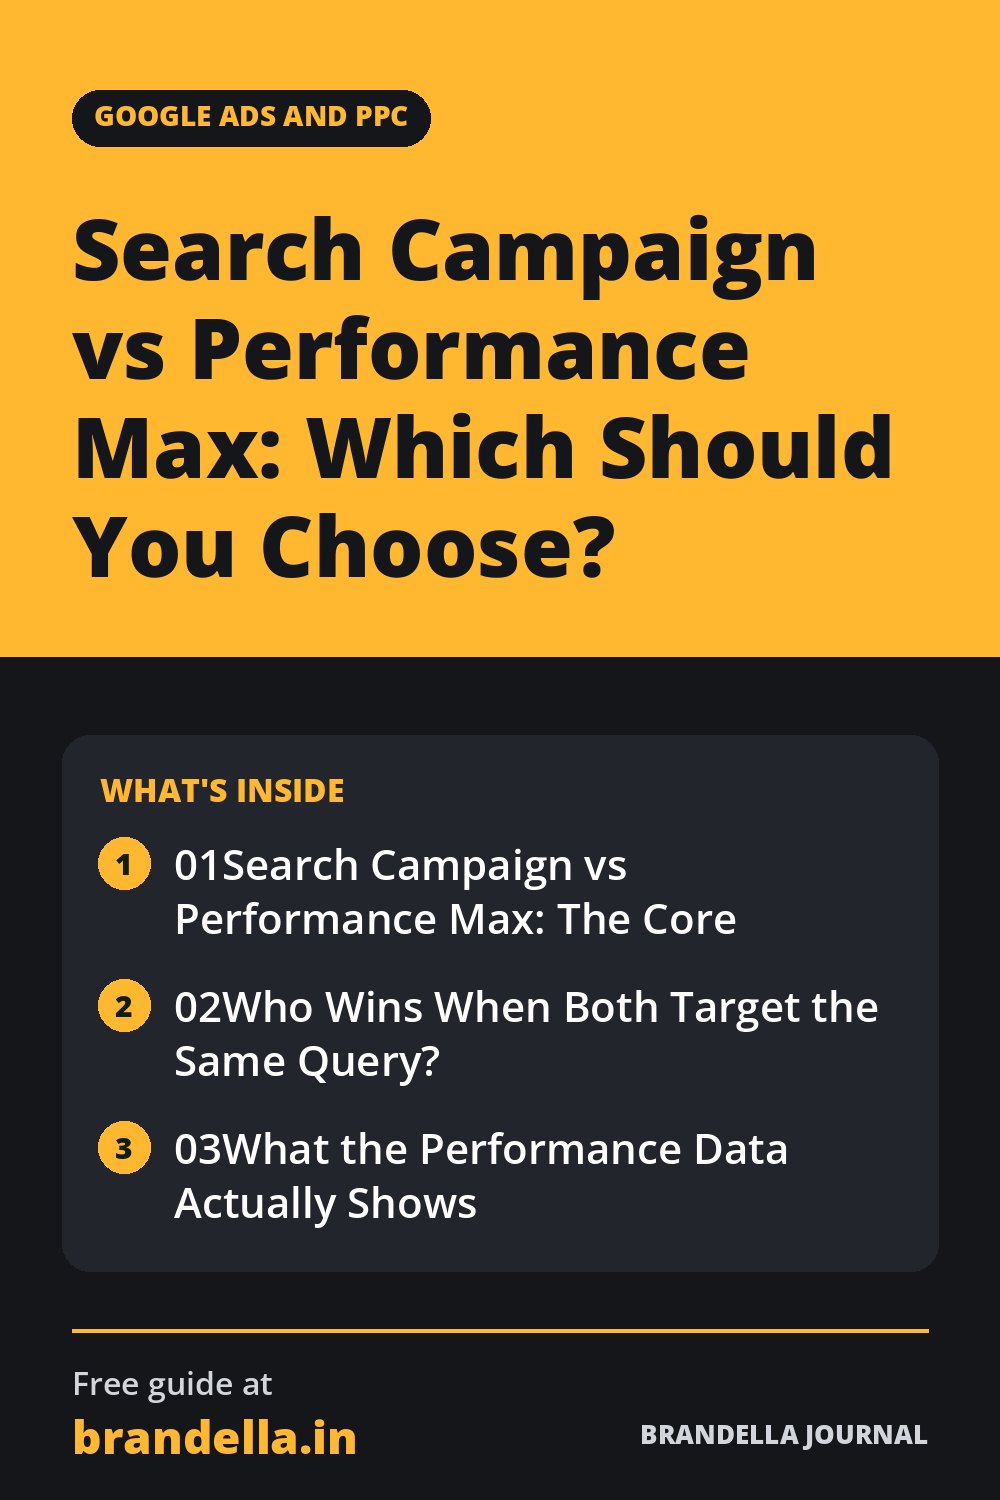 GOOGLE ADS AND PPC
Search Campaign
vs Performance
Max: Which Should
You Choose?
WHAT'S INSIDE
1 01Search Campaign vs
Performance Max: The Core
2 02Who Wins When Both Target the
Same Query?
3 03What the Performance Data
Actually Shows
Free guide at
brandella.in
BRANDELLA JOURNAL